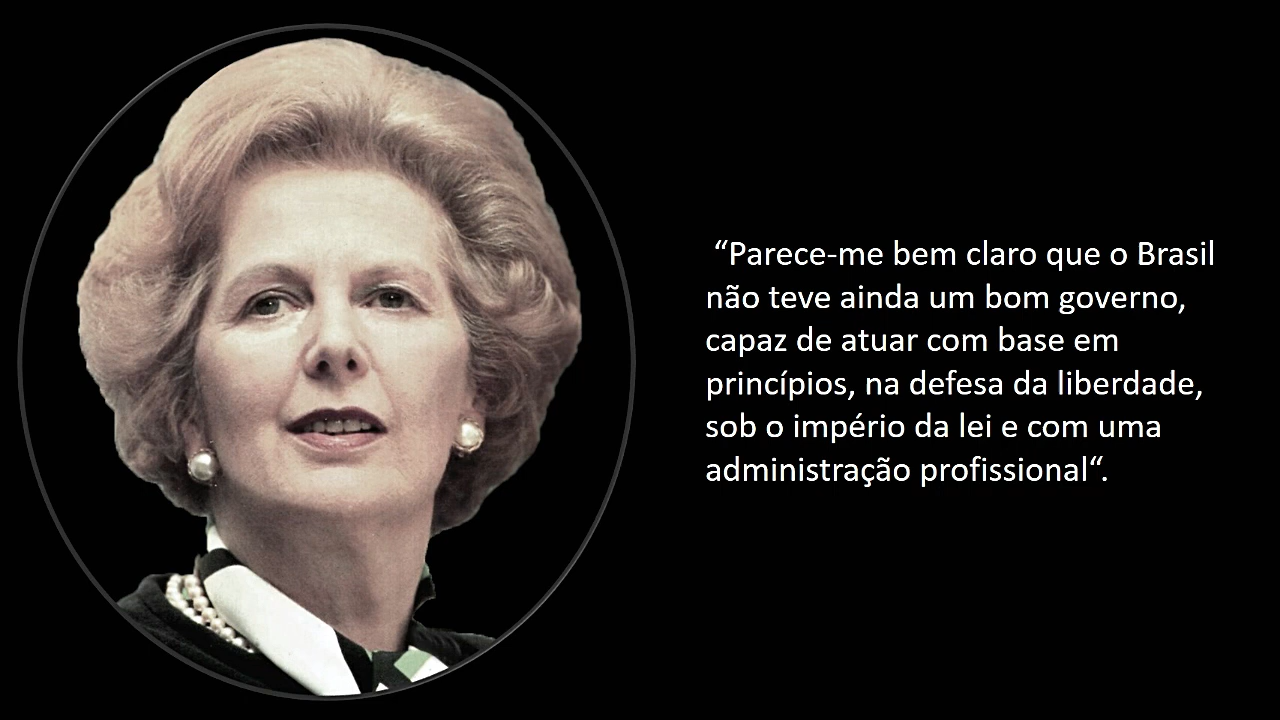 “Parece-me bem claro que o Brasil
não teve ainda um bom governo,
capaz de atuar com base em
princípios, na defesa da liberdade,
sob o império da lei e com uma
administração profissional“.